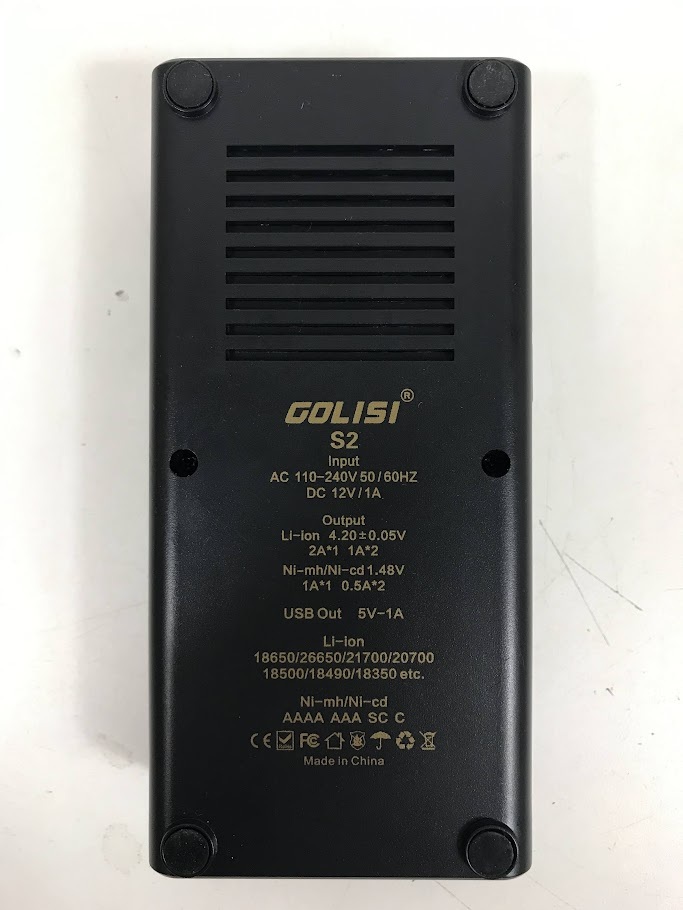 GOLISI®
S2
Input
AC 110-240V 50/60HZ
DC 12V/1A
Output
Li-ion 4.20±0.05V
2A*1 1A*2
Ni-mh/Ni-cd 1.48V
1A*1 0.5A*2
USB Out 5V-1A
Li-ion
18650/26650/21700/20700
18500/18490/18350 etc.
Ni-mh/Ni-cd
AAAA AAA SC C
CE FC
Made in China